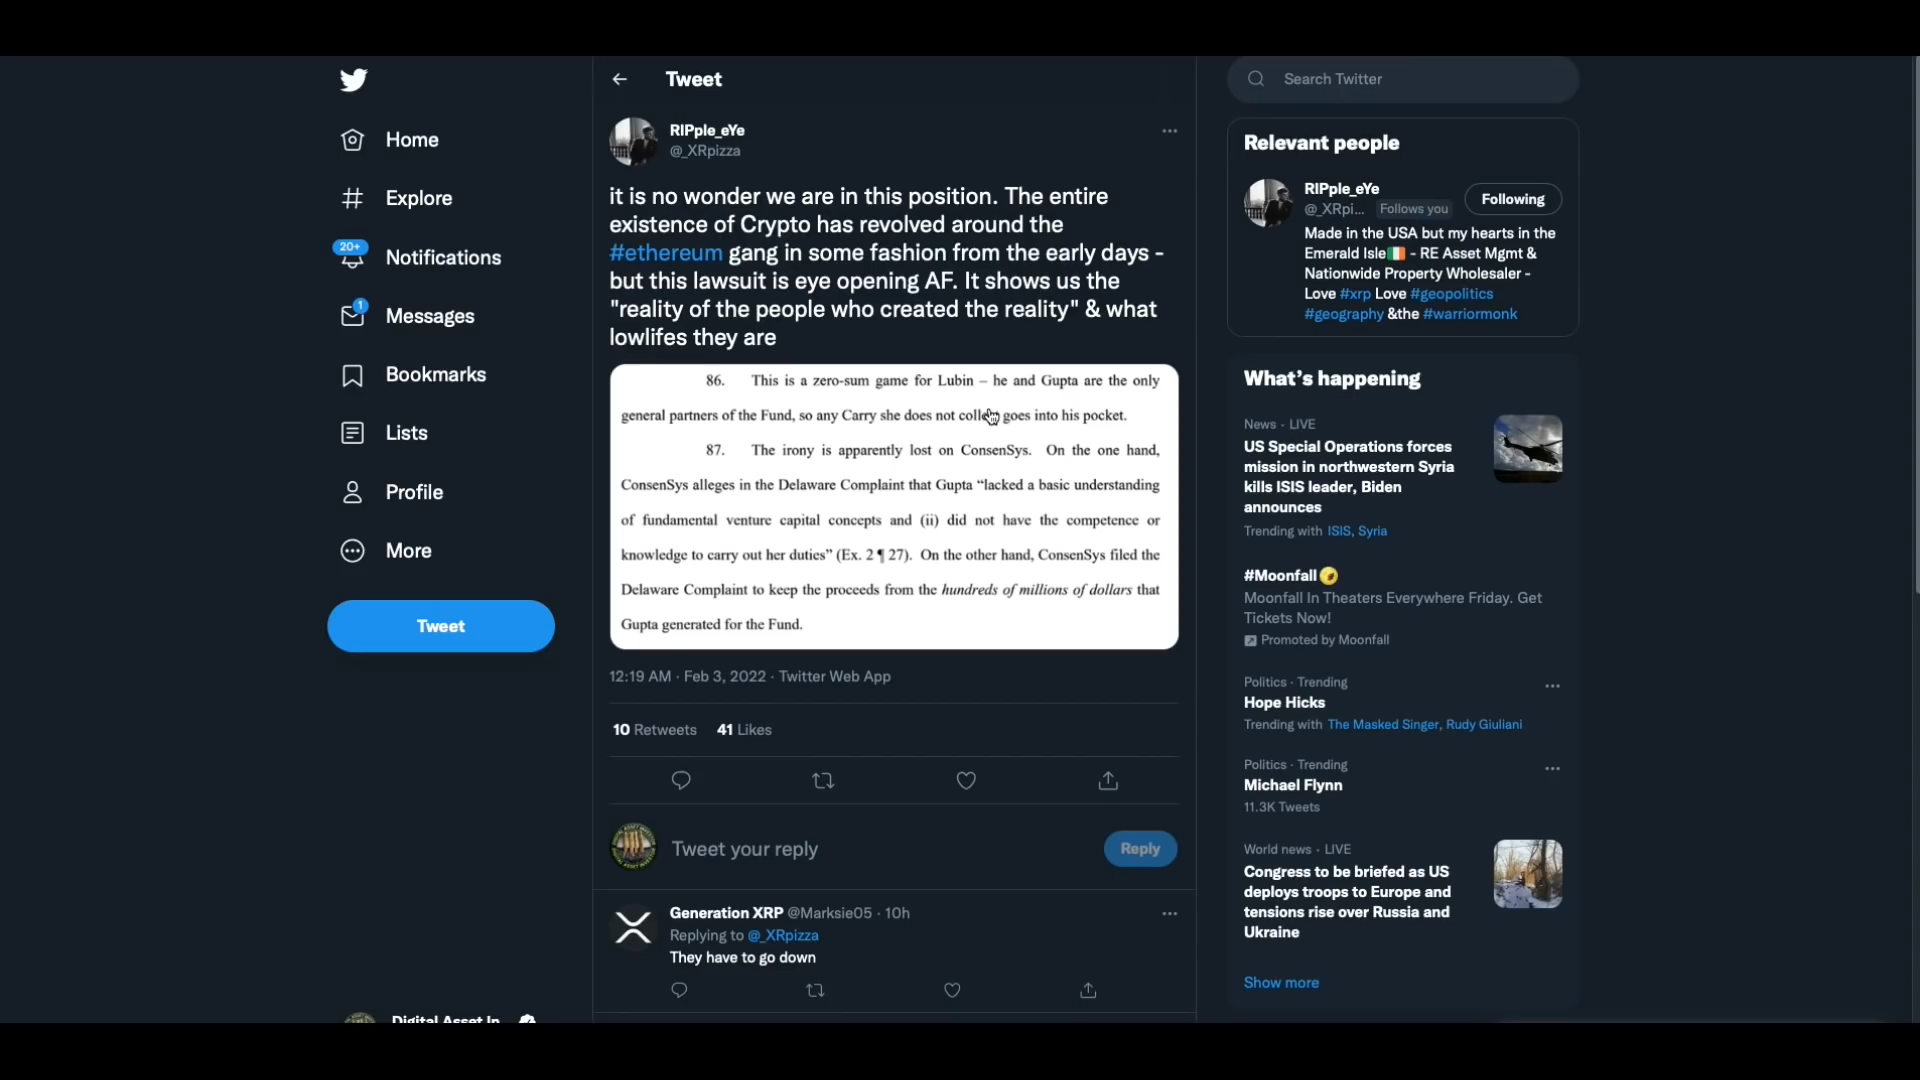 Home
Explore
20+
Notifications
1
Messages
Bookmarks
Lists
Profile
More
Tweet
Tweet
RIPple_eYe
@_XRpizza
it is no wonder we are in this position. The entire
existence of Crypto has revolved around the
#ethereum gang in some fashion from the early days -
but this lawsuit is eye opening AF. It shows us the
"reality of the people who created the reality" & what
lowlifes they are
86. This is a zero-sum game for Lubin – he and Gupta are the only
general partners of the Fund, so any Carry she does not collect goes into his pocket.
87. The irony is apparently lost on ConsenSys. On the one hand,
ConsenSys alleges in the Delaware Complaint that Gupta “lacked a basic understanding
of fundamental venture capital concepts and (ii) did not have the competence or
knowledge to carry out her duties” (Ex. 2 ¶ 27). On the other hand, ConsenSys filed the
Delaware Complaint to keep the proceeds from the hundreds of millions of dollars that
Gupta generated for the Fund.
12:19 AM · Feb 3, 2022 · Twitter Web App
10 Retweets 41 Likes
Tweet your reply
Reply
Generation XRP @Marksie05 · 10h
Replying to @_XRpizza
They have to go down
Search Twitter
Relevant people
RIPple_eYe
@_XRpi... Follows you
Following
Made in the USA but my hearts in the
Emerald Isle🇮🇪 - RE Asset Mgmt &
Nationwide Property Wholesaler -
Love #xrp Love #geopolitics
#geography &the #warriormonk
What’s happening
News · LIVE
US Special Operations forces
mission in northwestern Syria
kills ISIS leader, Biden
announces
Trending with ISIS, Syria
#Moonfall
Moonfall In Theaters Everywhere Friday. Get
Tickets Now!
Promoted by Moonfall
Politics · Trending
Hope Hicks
Trending with The Masked Singer, Rudy Giuliani
Politics · Trending
Michael Flynn
11.3K Tweets
World news · LIVE
Congress to be briefed as US
deploys troops to Europe and
tensions rise over Russia and
Ukraine
Show more
Digital Asset In